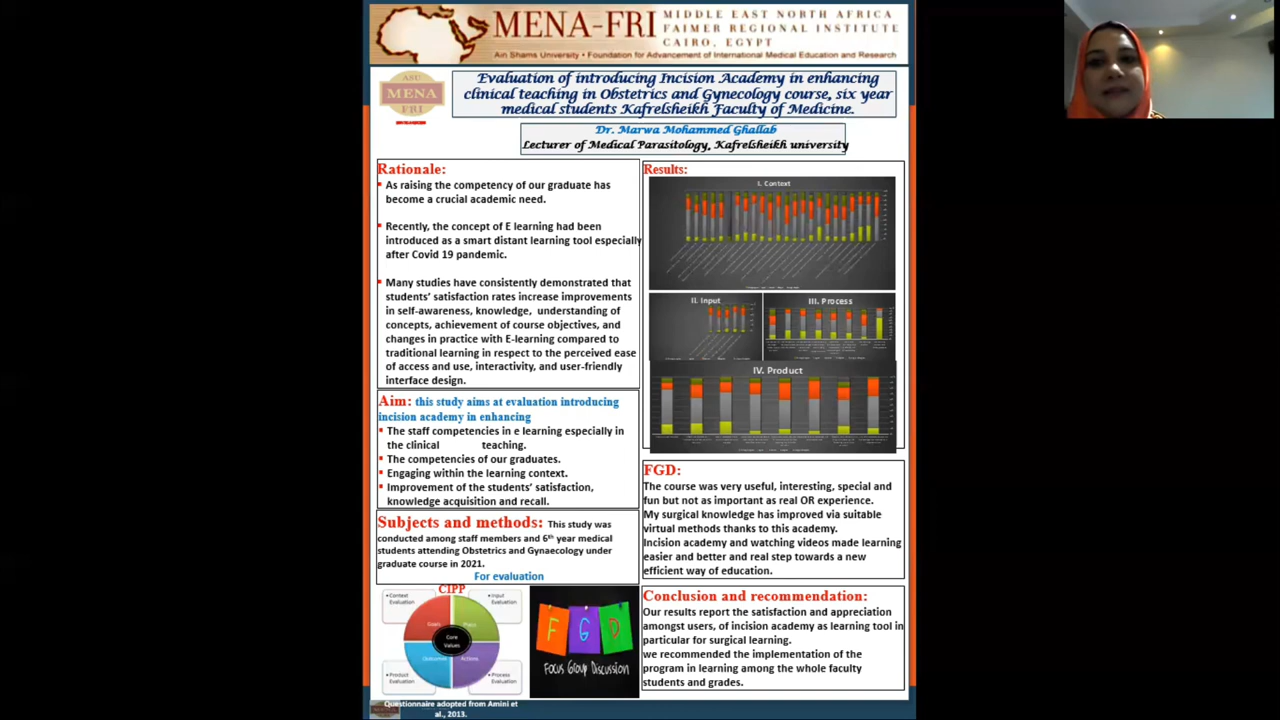 MENA-FRI
MIDDLE EAST NORTH AFRICA
FAIMER REGIONAL INSTITUTE
CAIRO, EGYPT
Ain Shams University • Foundation for Advancement of International Medical Education and Research
ASU
MENA
FRI
Evaluation of introducing Incision Academy in enhancing
clinical teaching in Obstetrics and Gynecology course, six year
medical students Kafrelsheikh Faculty of Medicine.
Dr. Marwa Mohammed Ghallab
Lecturer of Medical Parasitology, Kafrelsheikh university
Rationale:
As raising the competency of our graduate has
become a crucial academic need.
Recently, the concept of E learning had been
introduced as a smart distant learning tool especially
after Covid 19 pandemic.
Many studies have consistently demonstrated that
students' satisfaction rates increase improvements
in self-awareness, knowledge, understanding of
concepts, achievement of course objectives, and
changes in practice with E-learning compared to
traditional learning in respect to the perceived ease
of access and use, interactivity, and user-friendly
interface design.
Aim: this study aims at evaluation introducing
incision academy in enhancing
The staff competencies in e learning especially in
the clinical teaching.
The competencies of our graduates.
Engaging within the learning context.
Improvement of the students' satisfaction,
knowledge acquisition and recall.
Subjects and methods: This study was
conducted among staff members and 6th year medical
students attending Obstetrics and Gynaecology under
graduate course in 2021.
For evaluation
CIPP
Context
Evaluation
Input
Evaluation
Goals
Plans
Core
Values
Outcomes
Actions
Product
Evaluation
Process
Evaluation
F G D
Focus Group Discussion
Questionnaire adopted from Amini et
al., 2013.
Results:
I. Context
II. Input
III. Process
IV. Product
FGD:
The course was very useful, interesting, special and
fun but not as important as real OR experience.
My surgical knowledge has improved via suitable
virtual methods thanks to this academy.
Incision academy and watching videos made learning
easier and better and real step towards a new
efficient way of education.
Conclusion and recommendation:
Our results report the satisfaction and appreciation
amongst users, of incision academy as learning tool in
particular for surgical learning.
we recommended the implementation of the
program in learning among the whole faculty
students and grades.